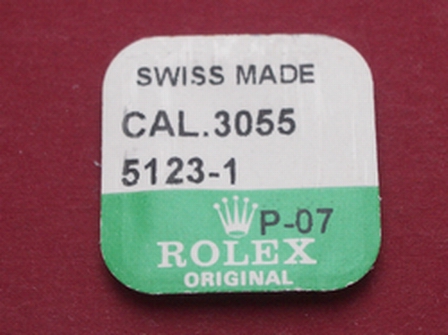 SWISS MADE
CAL.3055
5123-1
P-07
ROLEX
ORIGINAL